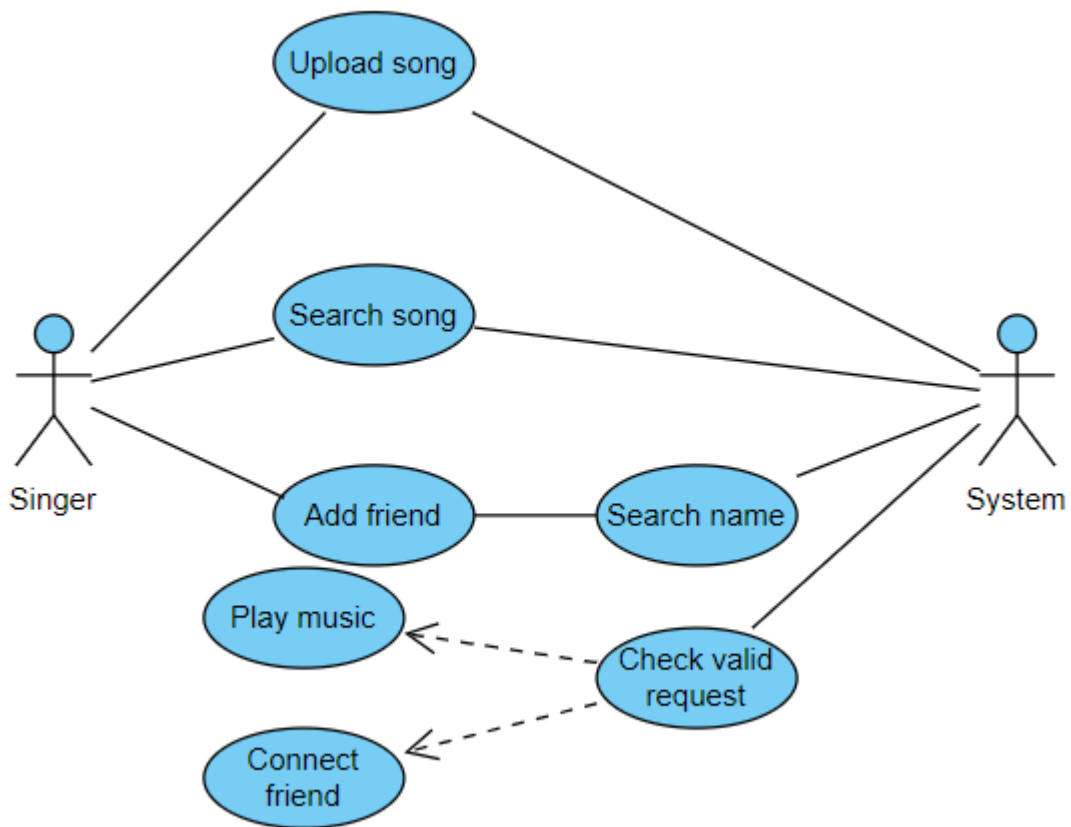 Upload song
Search song
Singer
System
Add friend
Search name
Play music
Check valid
request
Connect
friend